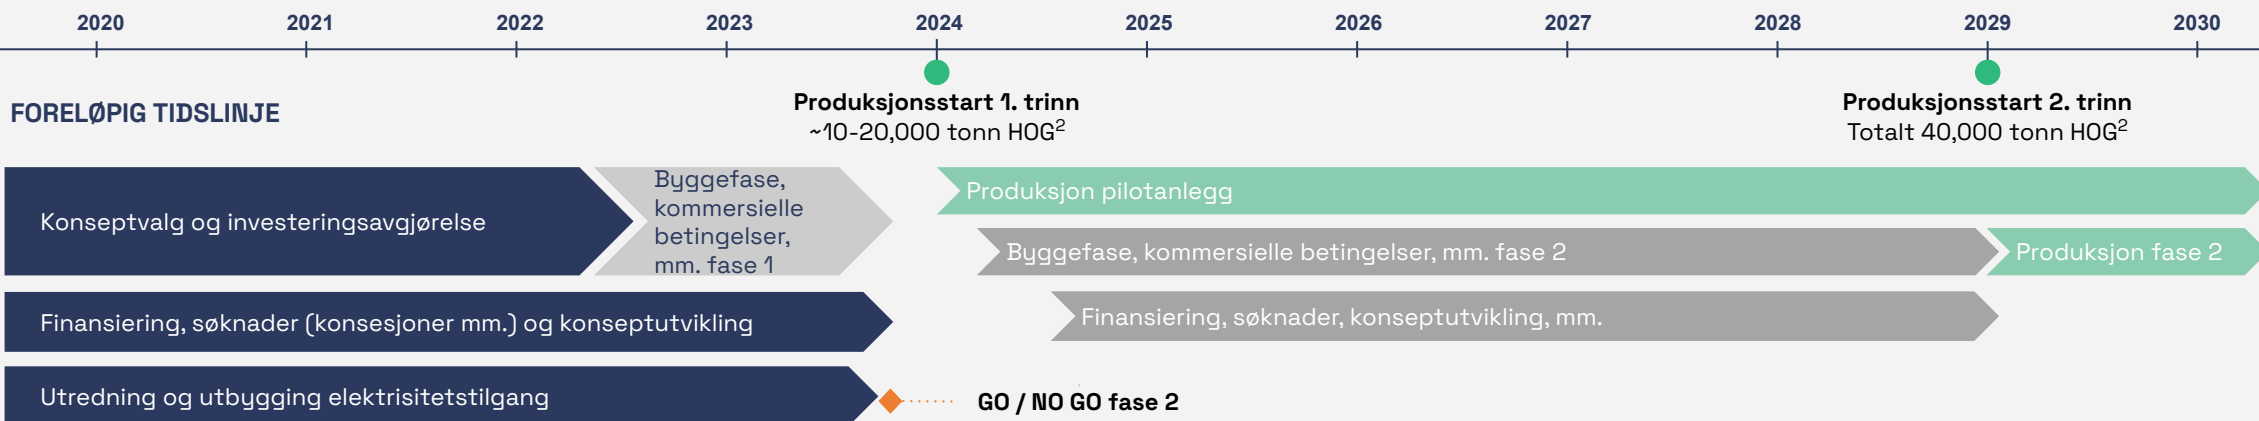 2020 2021 2022 2023 2024 2025 2026 2027 2028 2029 2030
FORELØPIG TIDSLINJE
Produksjonsstart 1. trinn
~10-20,000 tonn HOG²
Produksjonsstart 2. trinn
Totalt 40,000 tonn HOG²
Konseptvalg og investeringsavgjørelse
Byggefase,
kommersielle
betingelser,
mm. fase 1
Produksjon pilotanlegg
Byggefase, kommersielle betingelser, mm. fase 2
Produksjon fase 2
Finansiering, søknader (konsesjoner mm.) og konseptutvikling
Finansiering, søknader, konseptutvikling, mm.
Utredning og utbygging elektrisitetstilgang
GO / NO GO fase 2